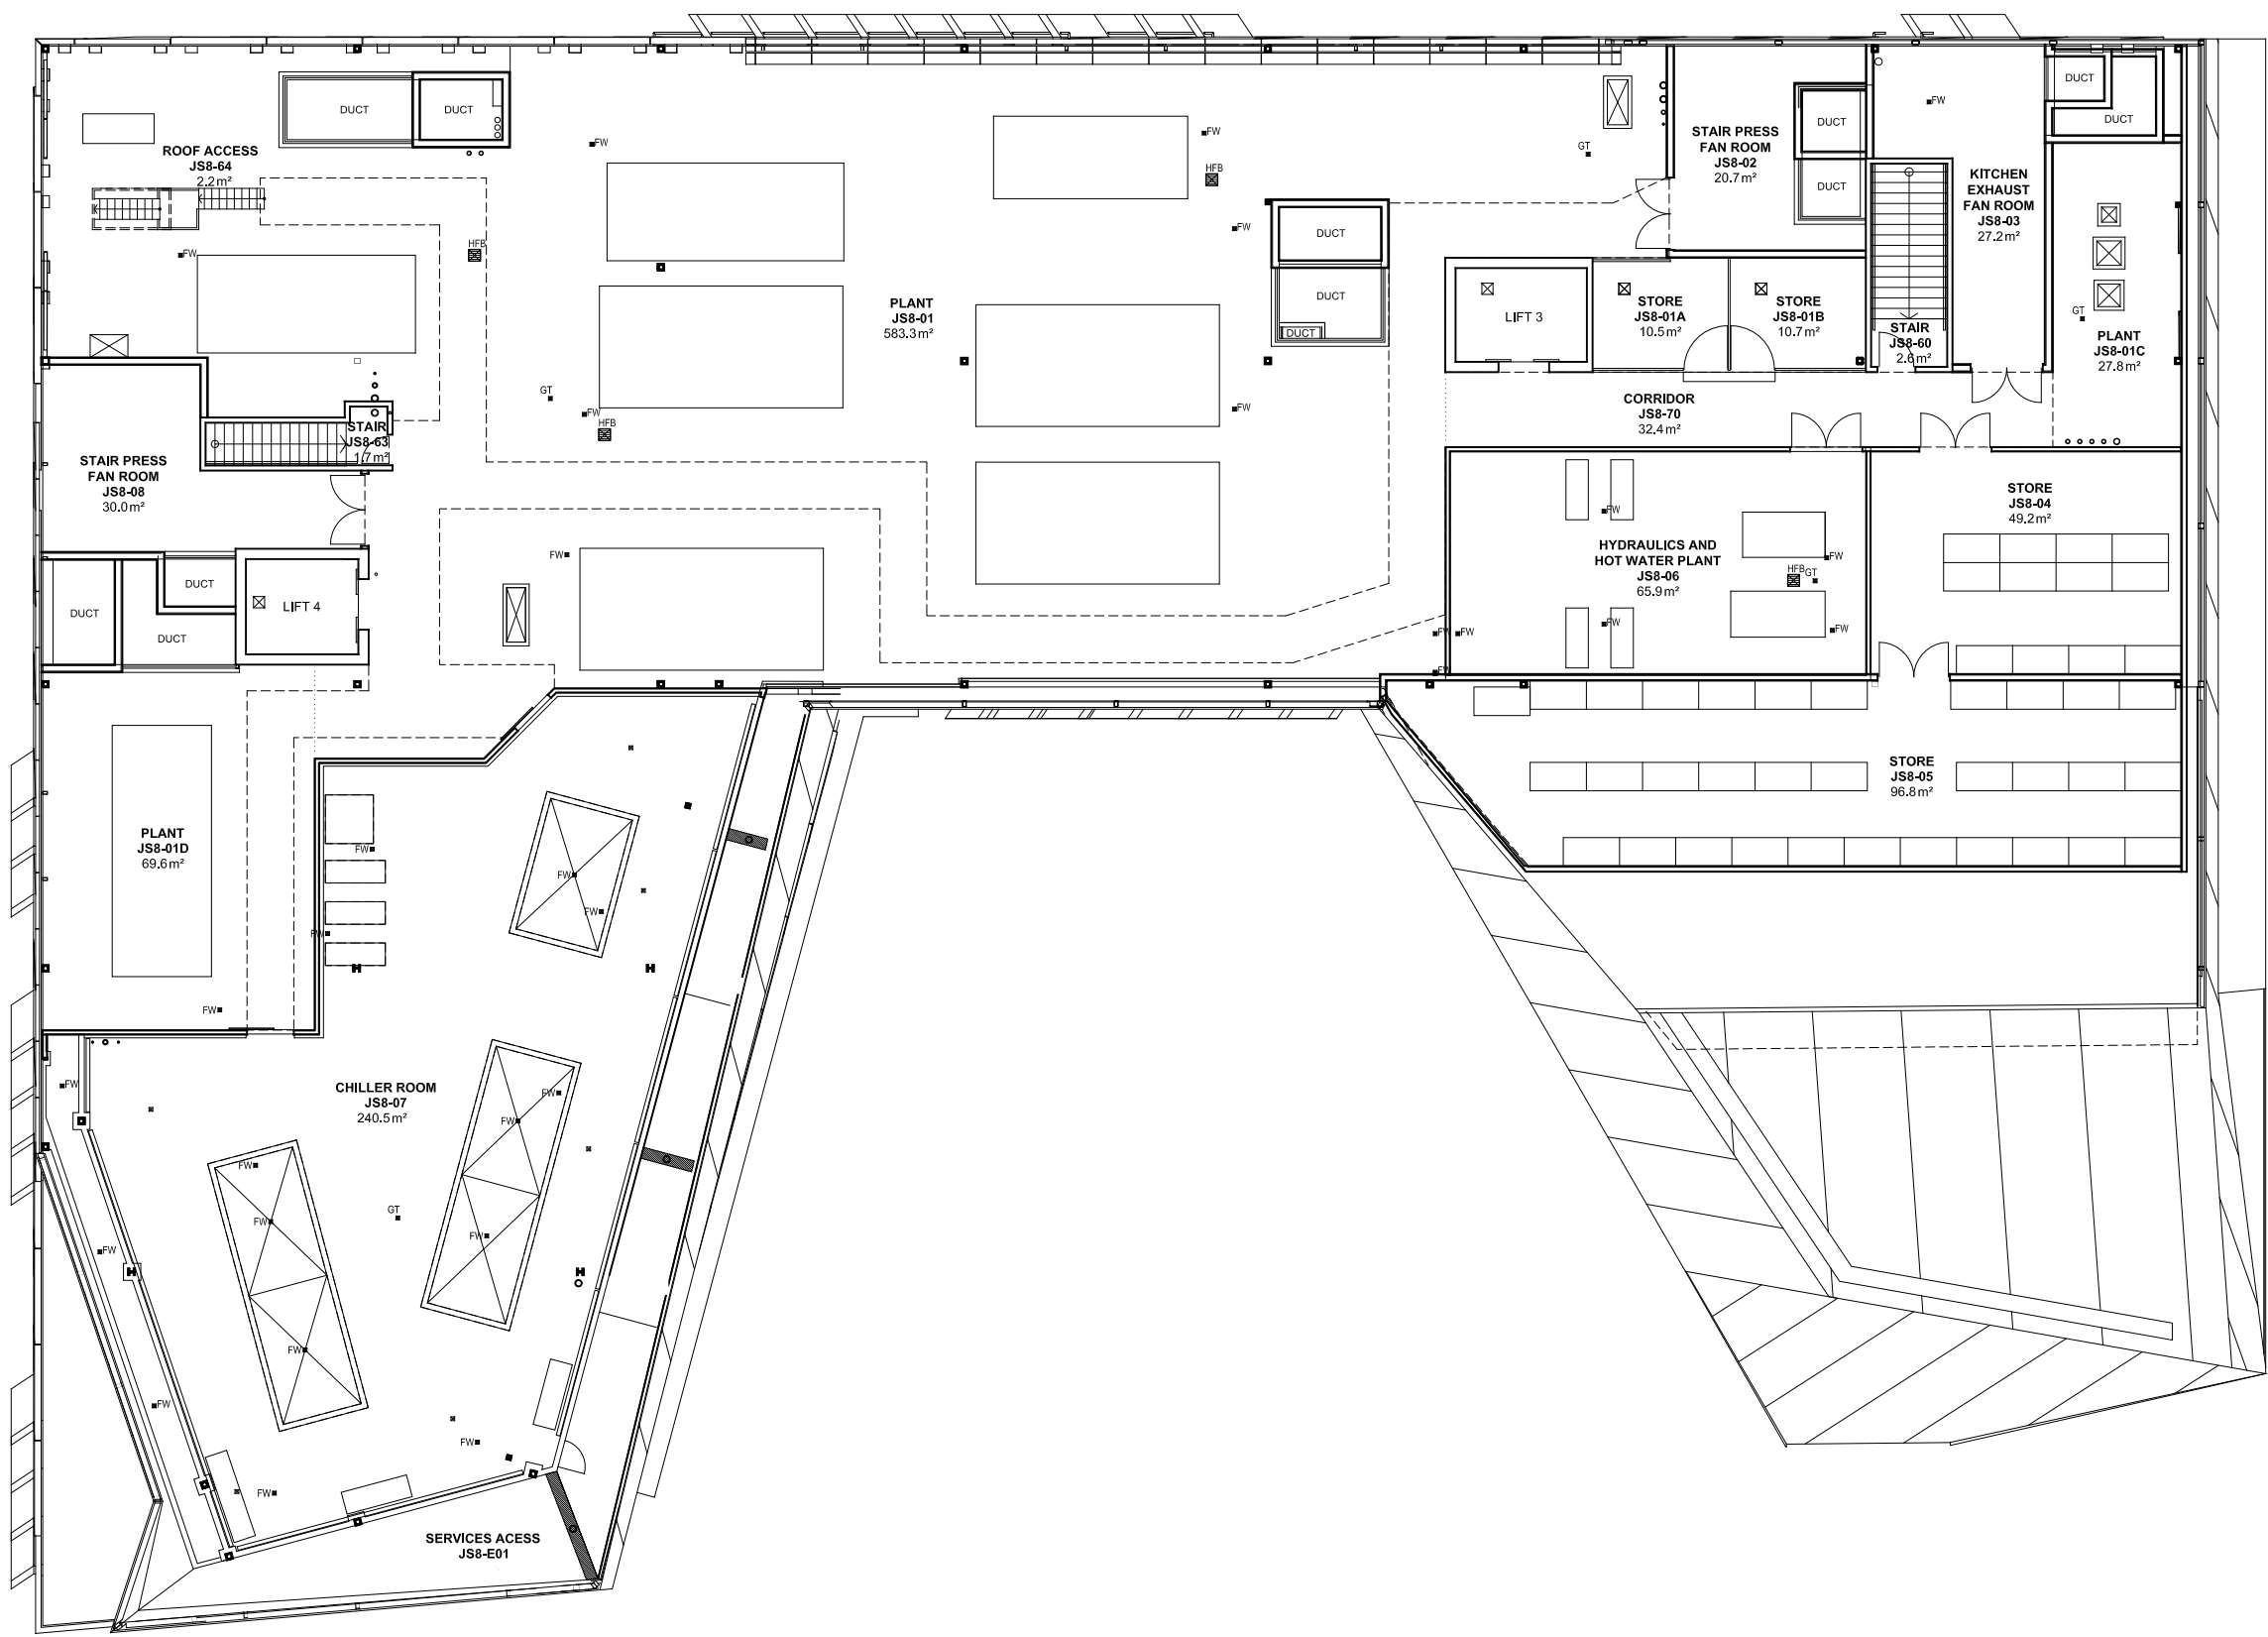 DUCT
DUCT
ROOF ACCESS
JS8-64
2.2m²
FW
HFB
FW
FW
HFB
GT
STAIR PRESS
FAN ROOM
JS8-02
20.7m²
DUCT
DUCT
FW
DUCT
DUCT
KITCHEN
EXHAUST
FAN ROOM
JS8-03
27.2m²
FW
DUCT
DUCT
DUCT
PLANT
JS8-01
583.3m²
LIFT 3
STORE
JS8-01A
10.5m²
STORE
JS8-01B
10.7m²
STAIR
JS8-60
2.6m²
GT
PLANT
JS8-01C
27.8m²
GT
FW
HFB
FW
CORRIDOR
JS8-70
32.4m²
STAIR
JS8-63
1.7m²
STAIR PRESS
FAN ROOM
JS8-08
30.0m²
STORE
JS8-04
49.2m²
FW
HYDRAULICS AND
HOT WATER PLANT
JS8-06
65.9m²
FW
HFB
GT
FW
FW
FW
FW
FW
FW
DUCT
DUCT
DUCT
LIFT 4
STORE
JS8-05
96.8m²
PLANT
JS8-01D
69.6m²
FW
FW
FW
FW
FW
CHILLER ROOM
JS8-07
240.5m²
FW
FW
FW
FW
FW
GT
FW
FW
FW
FW
FW
FW
SERVICES ACESS
JS8-E01